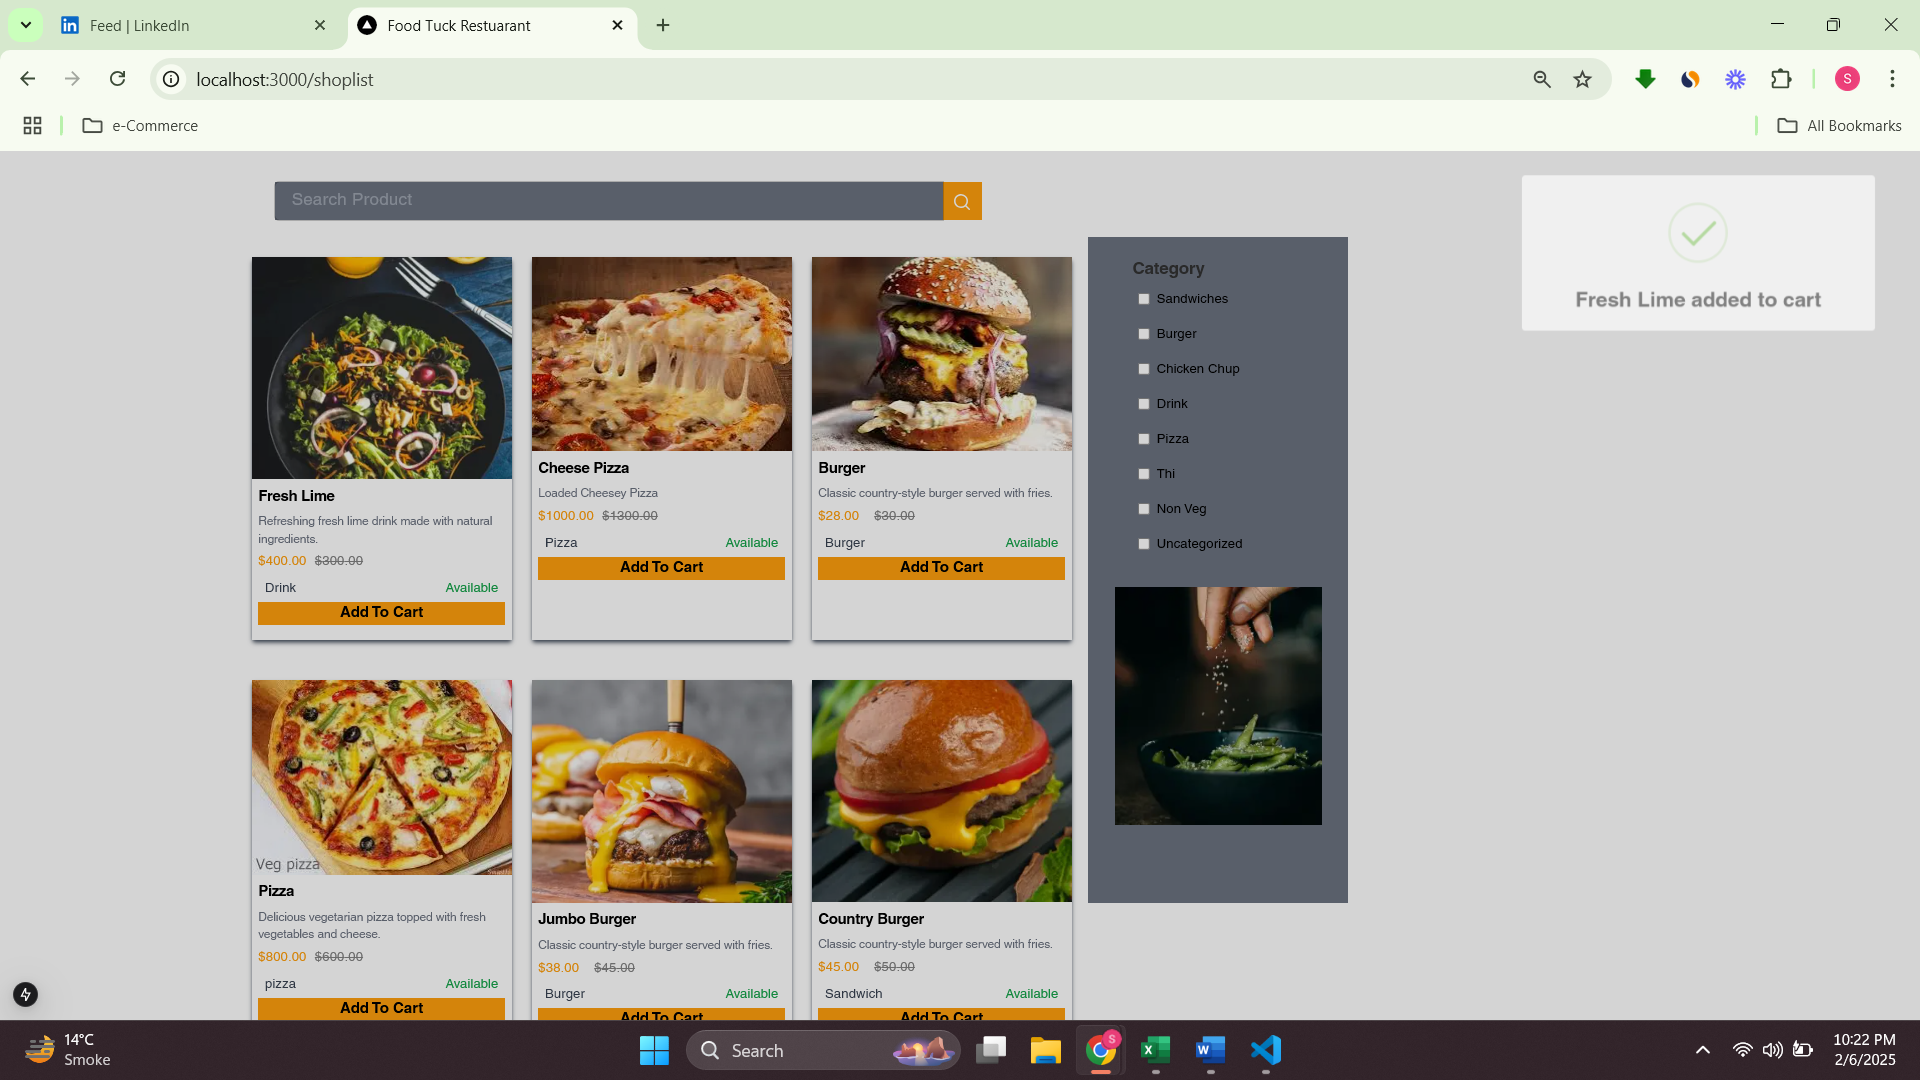 Feed | LinkedIn
Food Tuck Restuarant
localhost:3000/shoplist
S
e-Commerce
All Bookmarks
Search Product
Fresh Lime added to cart
Category
Sandwiches
Burger
Chicken Chup
Drink
Pizza
Thi
Non Veg
Uncategorized
Fresh Lime
Refreshing fresh lime drink made with natural
ingredients.
$400.00 $300.00
Drink Available
Add To Cart
Cheese Pizza
Loaded Cheesey Pizza
$1000.00 $1300.00
Pizza Available
Add To Cart
Burger
Classic country-style burger served with fries.
$28.00 $30.00
Burger Available
Add To Cart
Veg pizza
Pizza
Delicious vegetarian pizza topped with fresh
vegetables and cheese.
$800.00 $600.00
pizza Available
Add To Cart
Jumbo Burger
Classic country-style burger served with fries.
$38.00 $45.00
Burger Available
Add To Cart
Country Burger
Classic country-style burger served with fries.
$45.00 $50.00
Sandwich Available
Add To Cart
14°C
Smoke
Search
S
10:22 PM
2/6/2025